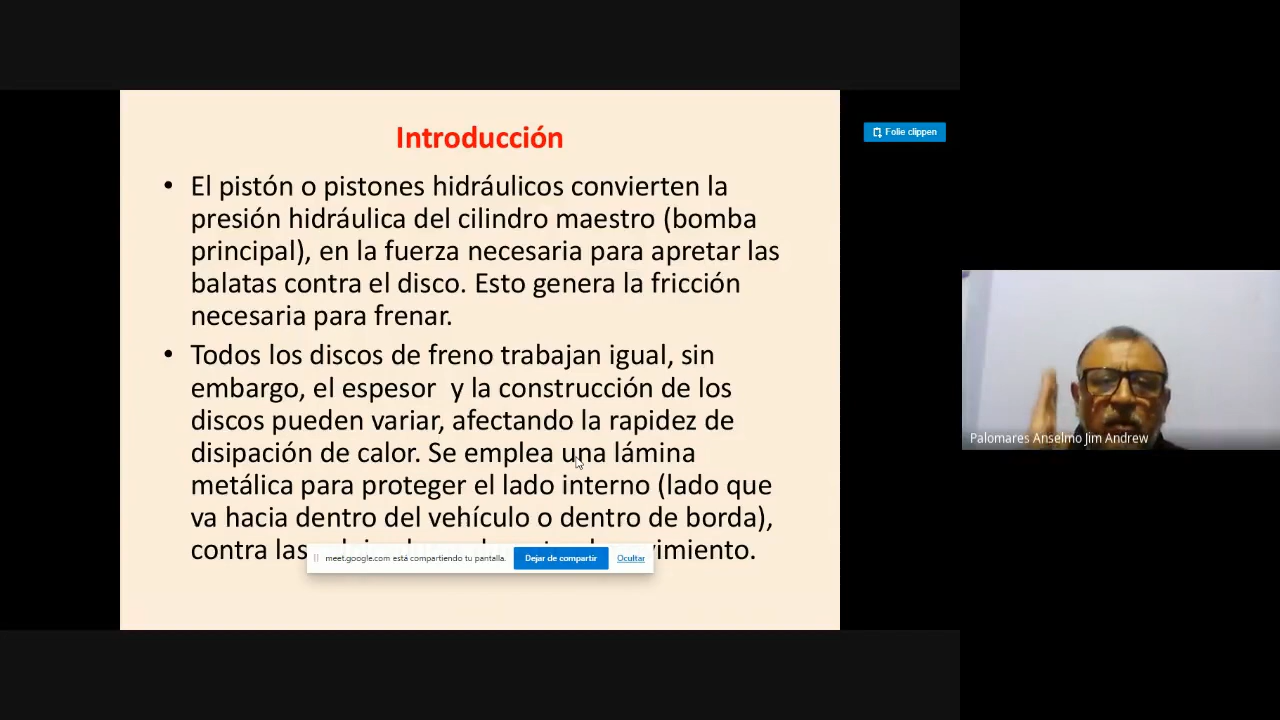 Introducción
• El pistón o pistones hidráulicos convierten la
presión hidráulica del cilindro maestro (bomba
principal), en la fuerza necesaria para apretar las
balatas contra el disco. Esto genera la fricción
necesaria para frenar.
• Todos los discos de freno trabajan igual, sin
embargo, el espesor  y la construcción de los
discos pueden variar, afectando la rapidez de
disipación de calor. Se emplea una lámina
metálica para proteger el lado interno (lado que
va hacia dentro del vehículo o dentro de borda),
contra las
meet.google.com está compartiendo tu pantalla.
Dejar de compartir
Ocultar
Folie clippen
Palomares Anselmo Jim Andrew